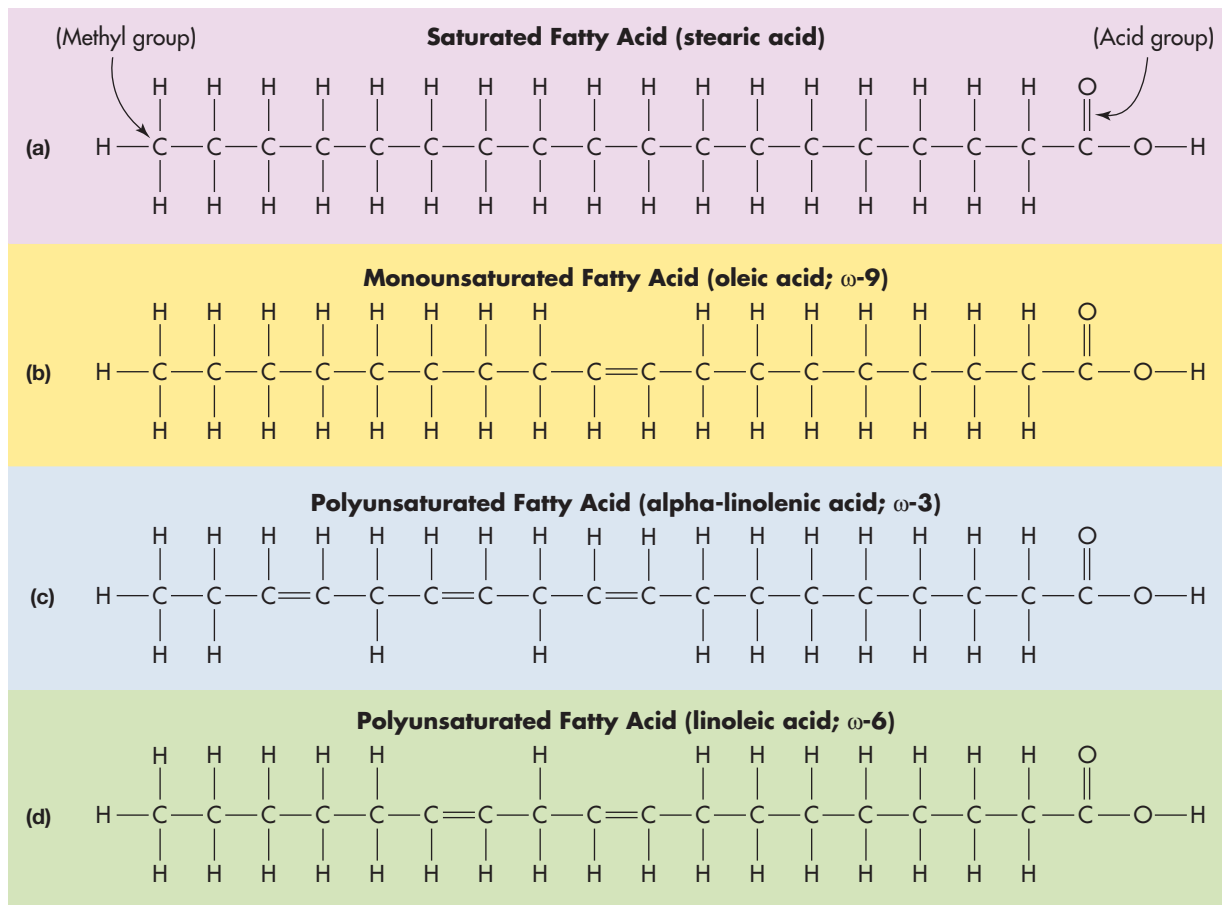 (Methyl group) Saturated Fatty Acid (stearic acid) (Acid group)
H H H H H H H H H H H H H H H H H O
(a) H C C C C C C C C C C C C C C C C C C O H
H H H H H H H H H H H H H H H H H
Monounsaturated Fatty Acid (oleic acid; ω-9)
H H H H H H H H H H H H H H H O
(b) H C C C C C C C C C C C C C C C C C C O H
H H H H H H H H H H H H H H H H H
Polyunsaturated Fatty Acid (alpha-linolenic acid; ω-3)
H H H H H H H H H H H H H H H H H O
(c) H C C C C C C C C C C C C C C C C C C O H
H H H H H H H H H H H
Polyunsaturated Fatty Acid (linoleic acid; ω-6)
H H H H H H H H H H H H H O
(d) H C C C C C C C C C C C C C C C C C C O H
H H H H H H H H H H H H H H H H H